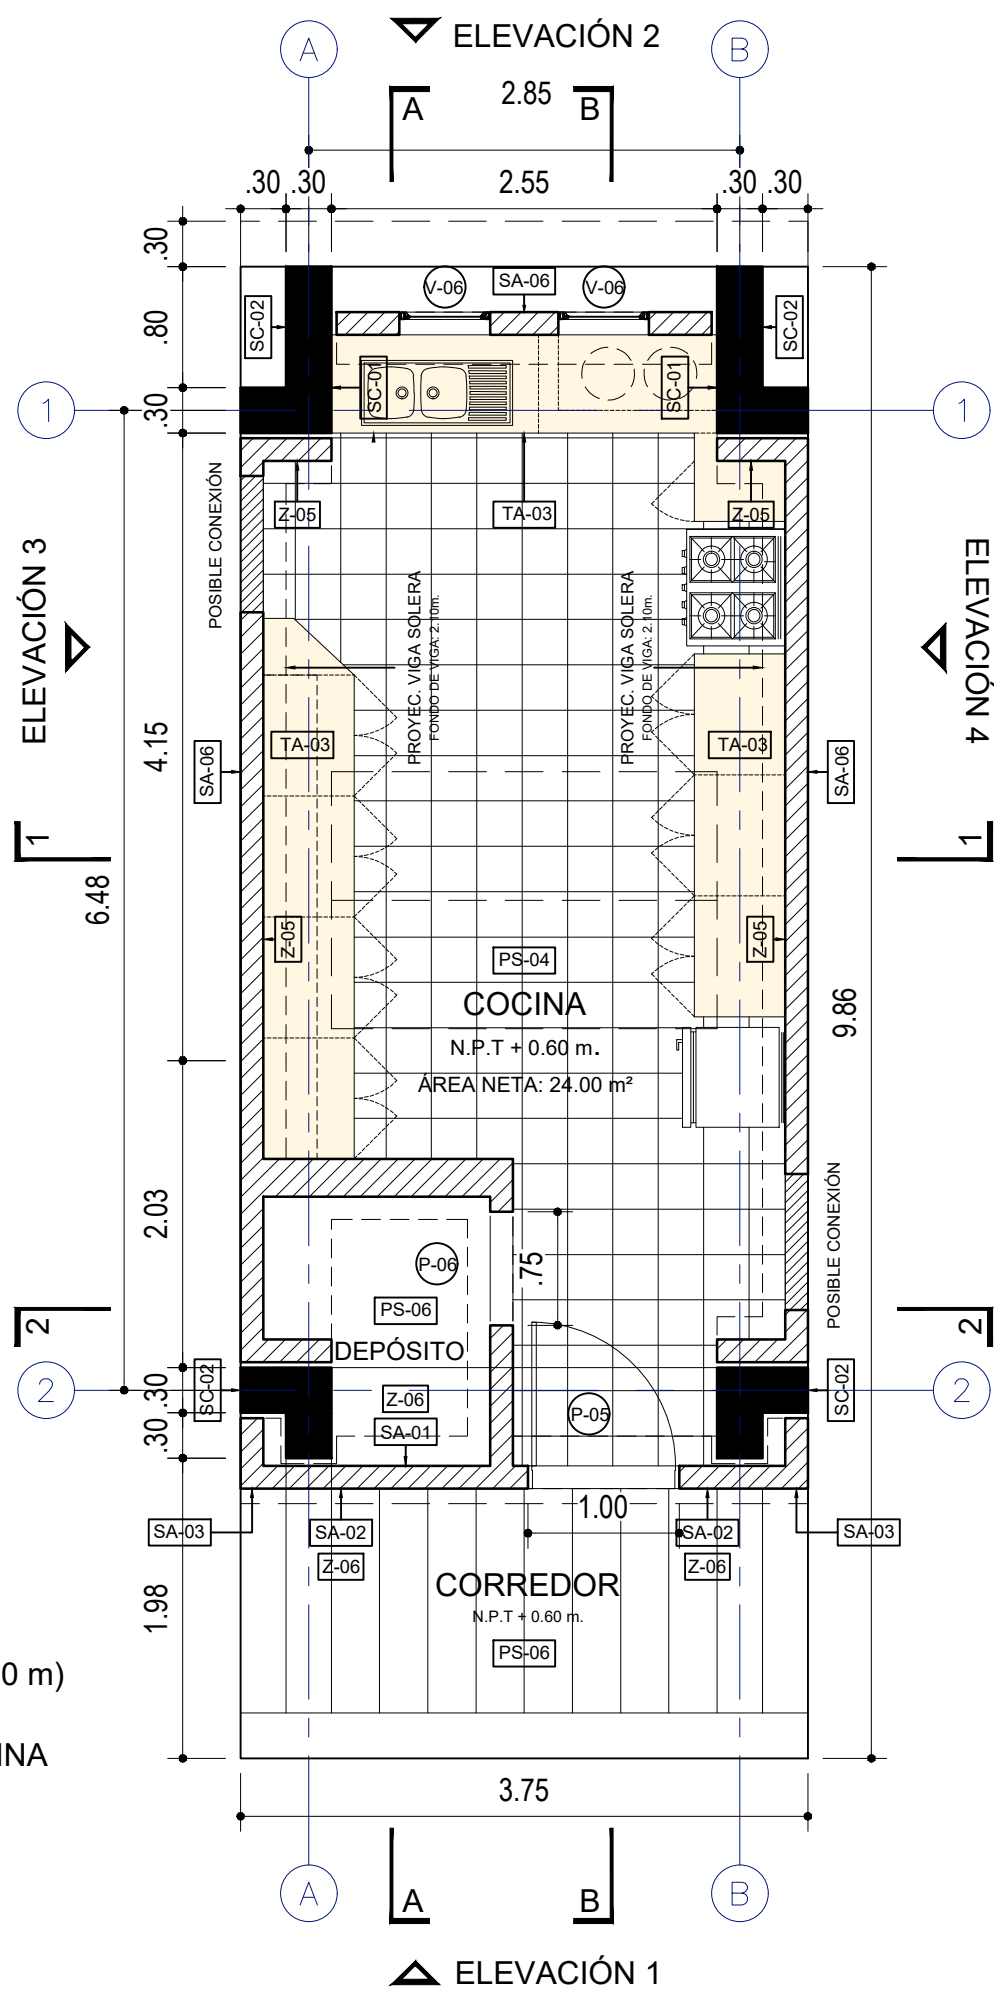 ELEVACIÓN 2
A
B
2.85
A
B
.30
.30
2.55
.30
.30
.30
.80
.30
SC-02
V-06
SA-06
V-06
SC-02
SC-01
SC-01
1
1
POSIBLE CONEXIÓN
Z-05
TA-03
Z-05
ELEVACIÓN 3
ELEVACIÓN 4
PROYEC. VIGA SOLERA
FONDO DE VIGA: 2.10m.
PROYEC. VIGA SOLERA
FONDO DE VIGA: 2.10m.
4.15
SA-06
TA-03
TA-03
SA-06
1
1
6.48
Z-05
Z-05
PS-04
COCINA
N.P.T + 0.60 m.
ÁREA NETA: 24.00 m²
9.86
2.03
POSIBLE CONEXIÓN
.75
P-06
PS-06
DEPÓSITO
2
2
2
2
SC-02
SC-02
.30
.30
Z-06
SA-01
P-05
1.00
SA-03
SA-02
Z-06
SA-02
Z-06
SA-03
1.98
CORREDOR
N.P.T + 0.60 m.
PS-06
0 m)
INA
3.75
A
B
A
B
ELEVACIÓN 1